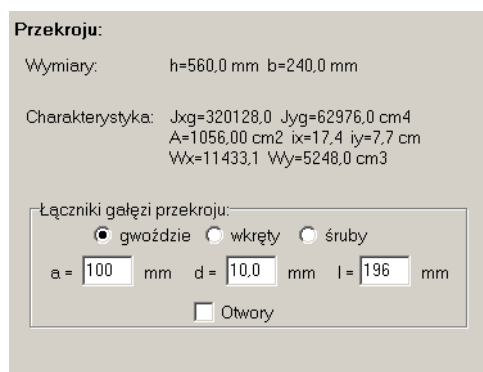 Przekroju:
Wymiary: h=560,0 mm b=240,0 mm
Charakterystyka: Jxg=320128,0 Jyg=62976,0 cm4
A=1056,00 cm2 ix=17,4 iy=7,7 cm
Wx=11433,1 Wy=5248,0 cm3
Łączniki gałęzi przekroju:
gwoździe wkręty śruby
a = 100 mm d = 10,0 mm l = 196 mm
Otwory